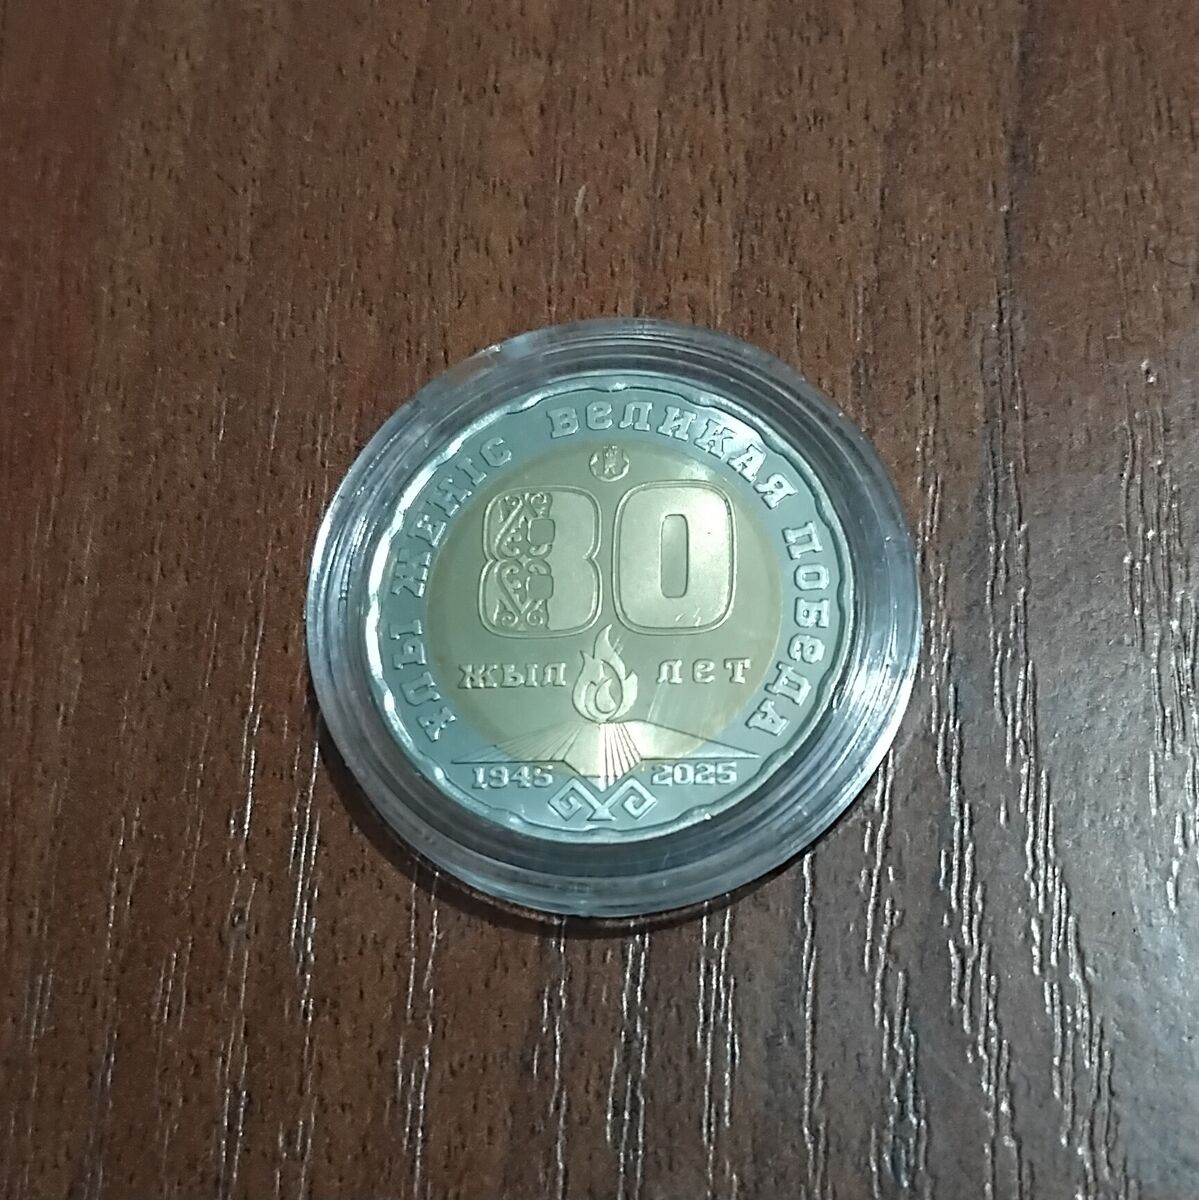 ҰЛЫ ЖЕҢІС ВЕЛИКАЯ ПОБЕДА
80
ЖЫЛ ЛЕТ
1945 2025